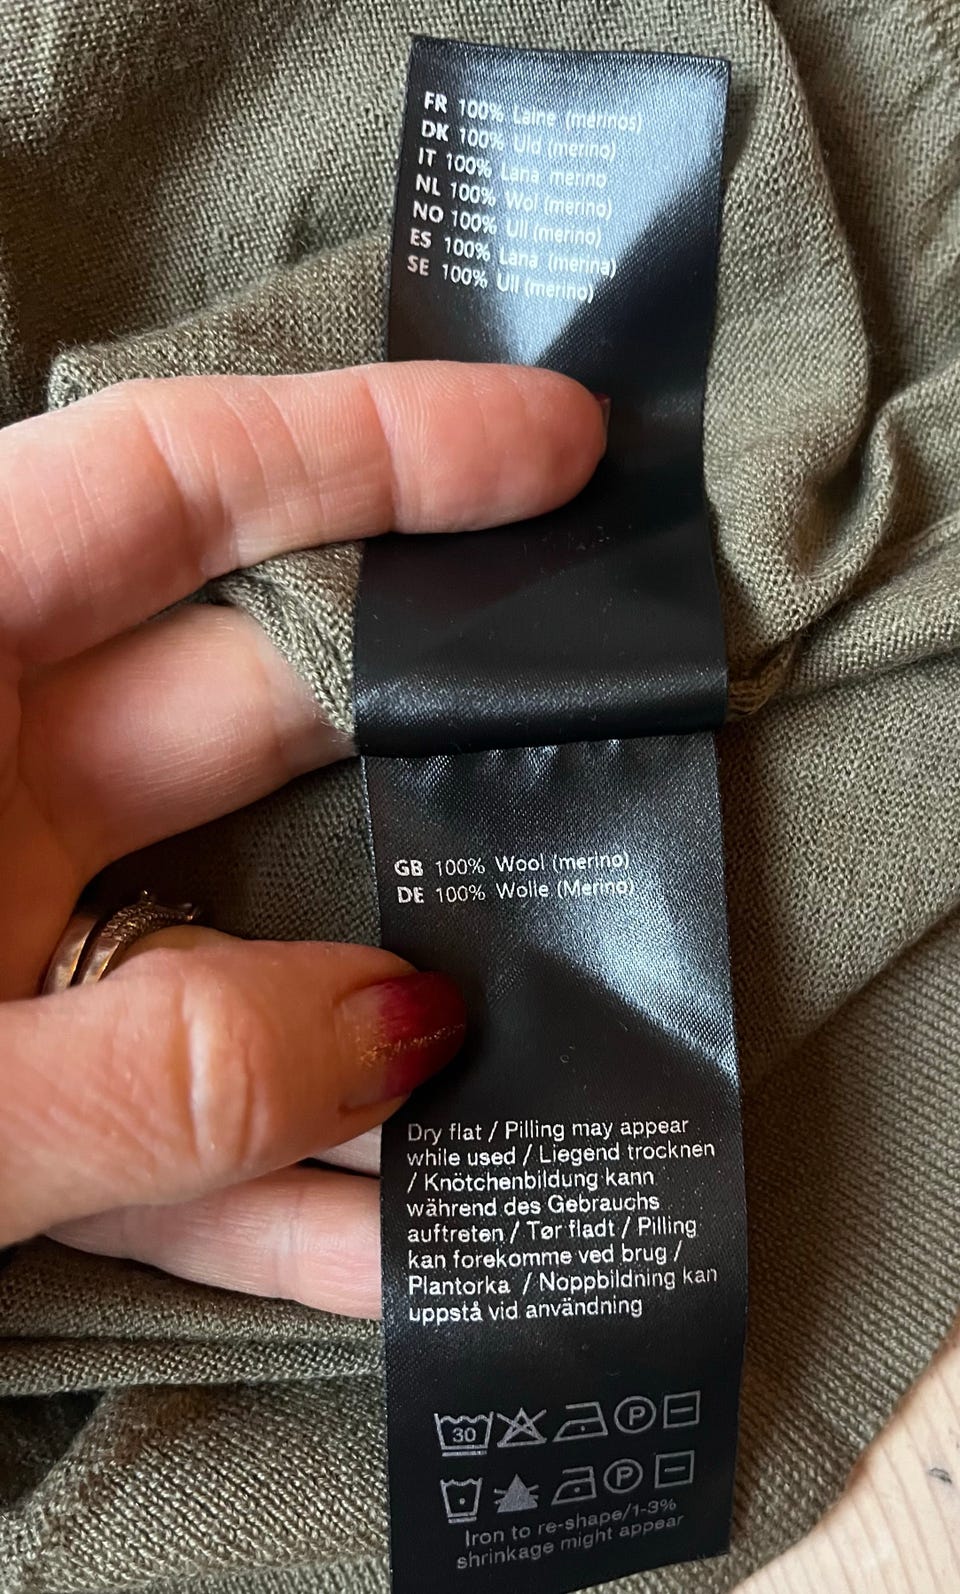 FR 100% Laine (merinos)
DK 100% Uld (merino)
IT 100% Lana merino
NL 100% Wol (merino)
NO 100% Ull (merino)
ES 100% Lana (merina)
SE 100% Ull (merino)
GB 100% Wool (merino)
DE 100% Wolle (Merino)
Dry flat / Pilling may appear
while used / Liegend trocknen
/ Knötchenbildung kann
während des Gebrauchs
auftreten / Tør fladt / Pilling
kan forekomme ved brug /
Plantorka / Noppbildning kan
uppstå vid användning
30 P
P
Iron to re-shape/1-3%
shrinkage might appear